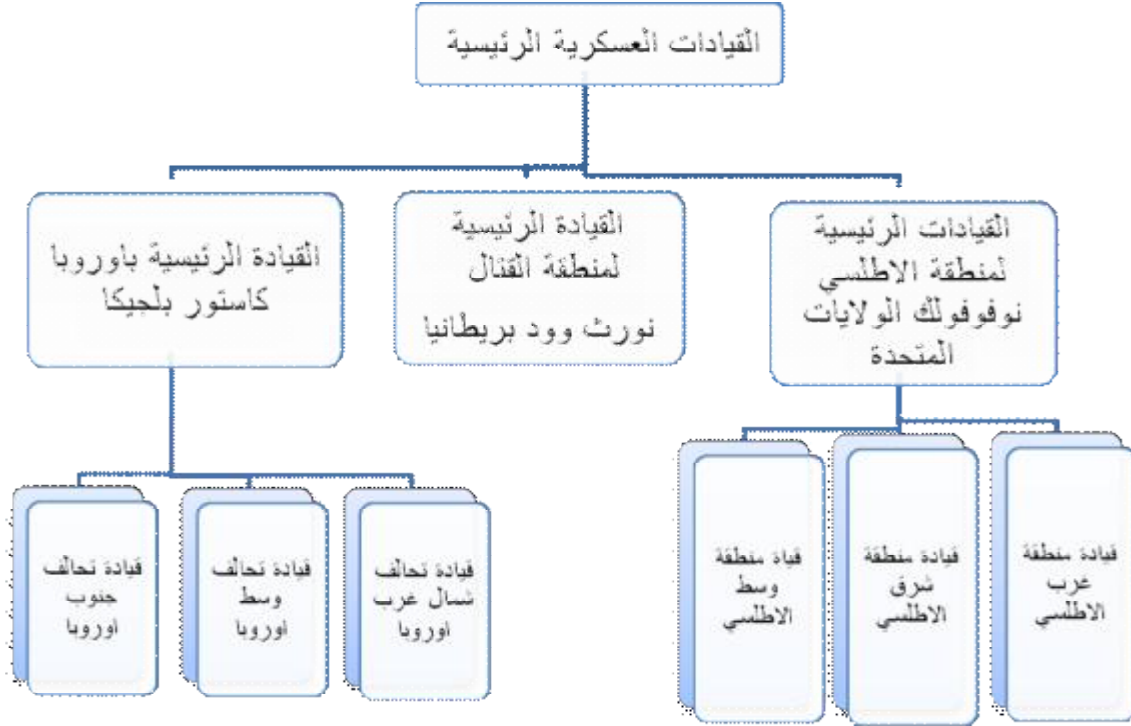 القيادات العسكرية الرئيسية
القيادات الرئيسية
لمنطقة الاطلسي
نوفوفولك الولايات
المتحدة
القيادة الرئيسية
لمنطقة القنال
نورث وود بريطانيا
القيادة الرئيسية باوروبا
كاستور بلجيكا
قيادة منطقة
غرب
الاطلسي
قيادة منطقة
شرق
الاطلسي
قياة منطقة
وسط
الاطلسي
قيادة تحالف
شمال غرب
اوروبا
قيادة تحالف
وسط
اوروبا
قيادة تحالف
جنوب
اوروبا